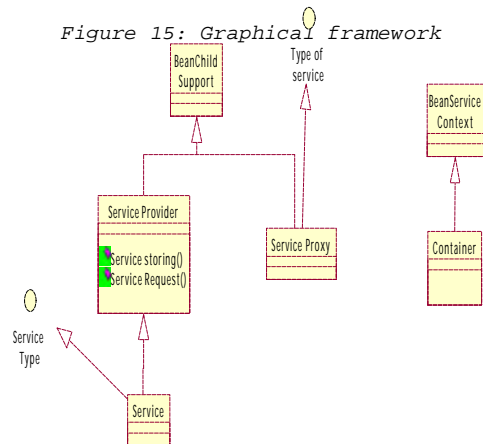 Figure 15: Graphical framework
Type of
service
BeanChild
Support
BeanService
Context
Service Provider
Service storing()
Service Request()
Service Proxy
Container
Service
Type
Service